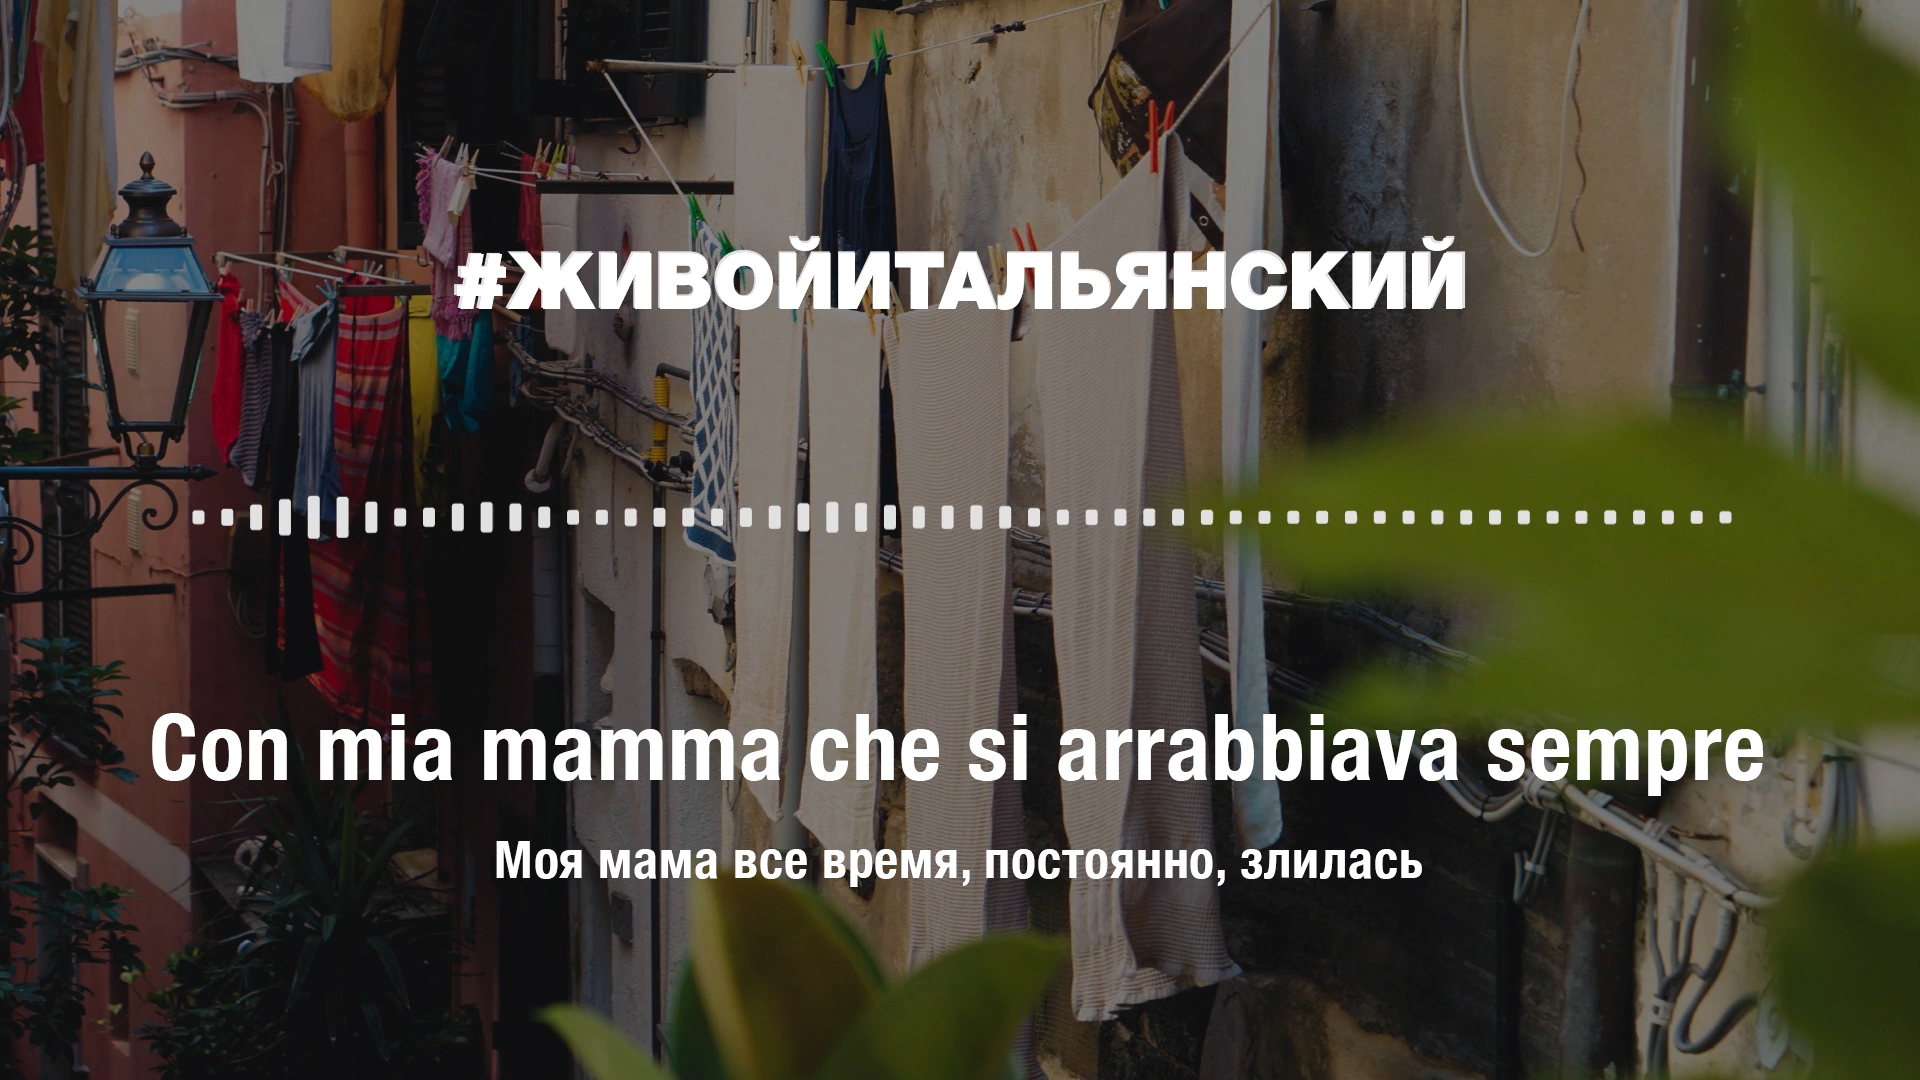 #ЖИВОЙИТАЛЬЯНСКИЙ
Con mia mamma che si arrabbiava sempre
Моя мама все время, постоянно, злилась